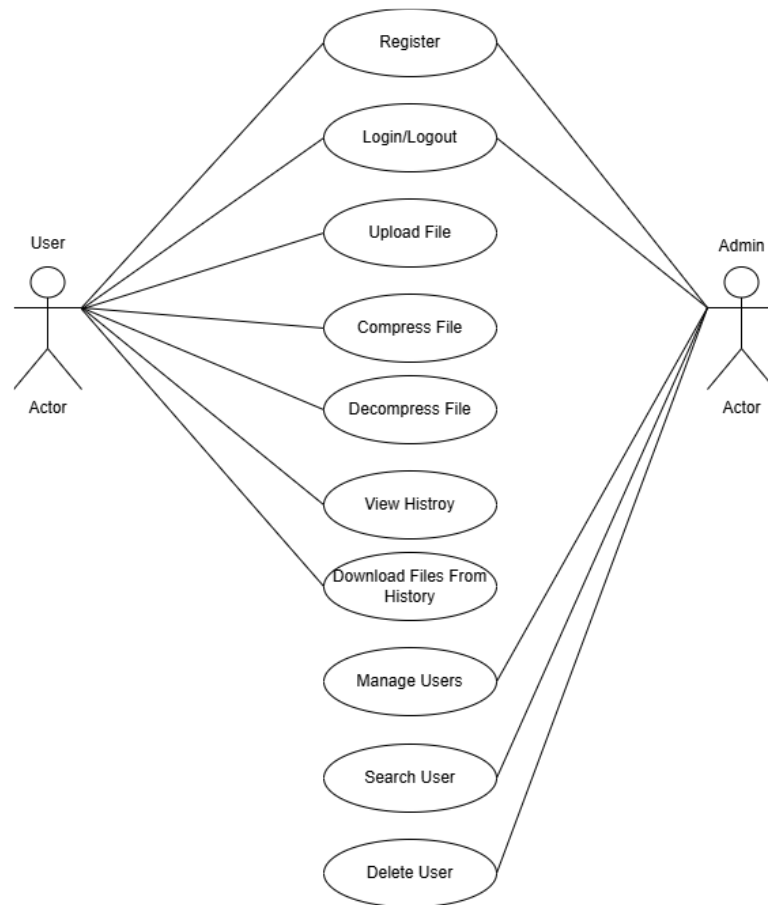 Register
Login/Logout
User
Upload File
Admin
Compress File
Actor
Decompress File
Actor
View Histroy
Download Files From
History
Manage Users
Search User
Delete User